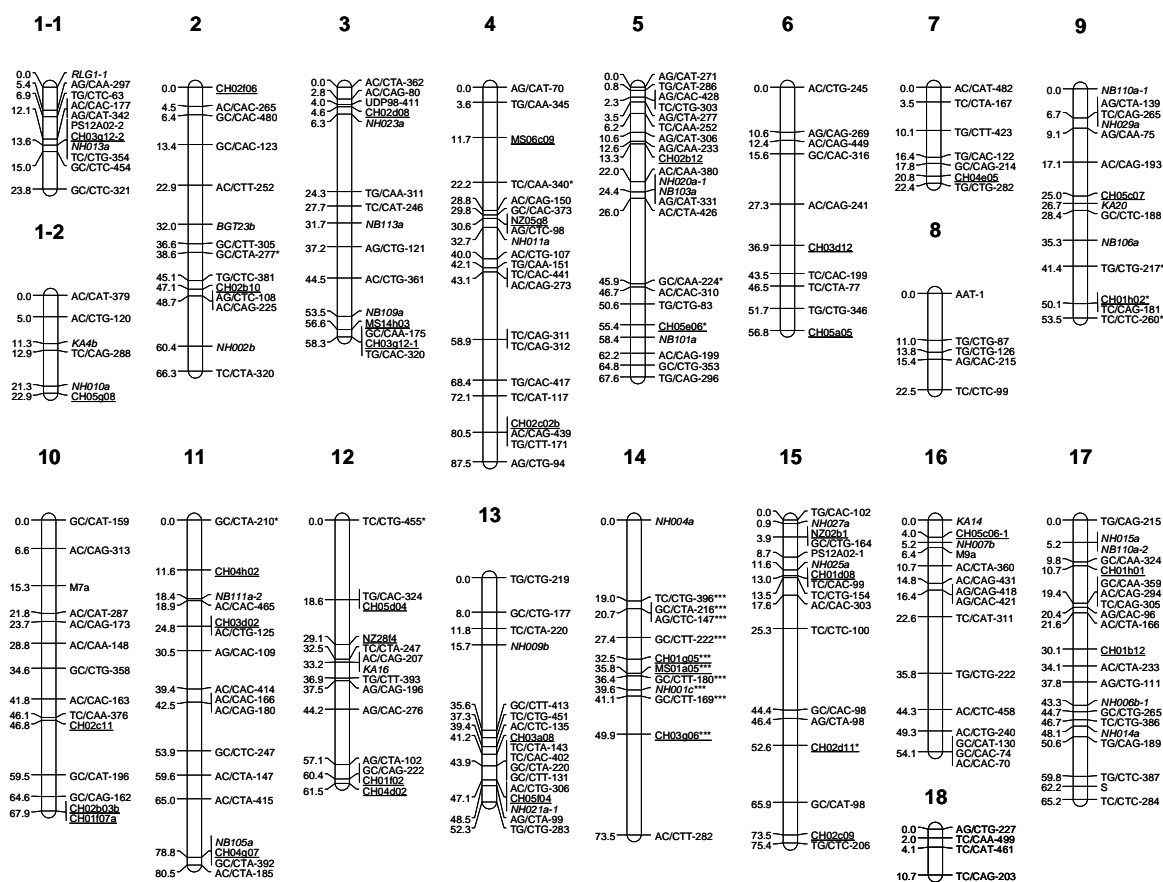 1-1
0.0 RLG1-1
5.4 AG/CAA-297
6.9 TG/CTC-63
AC/CAC-177
12.1 AG/CAT-342
PS12A02-2
13.6 CH03g12-2
NH013a
TC/CTG-354
15.0 GC/CTC-454
23.8 GC/CTC-321
1-2
0.0 AC/CAT-379
5.0 AC/CTG-120
11.3 KA4b
12.9 TC/CAG-288
21.3 NH010a
22.9 CH05g08
2
0.0 CH02f06
4.5 AC/CAC-265
6.4 GC/CAC-480
13.4 GC/CAC-123
22.9 AC/CTT-252
32.0 BGT23b
36.6 GC/CTT-305
38.6 GC/CTA-277*
45.1 TG/CTC-381
47.1 CH02b10
48.7 AG/CTC-108
AC/CAG-225
60.4 NH002b
66.3 TC/CTA-320
3
0.0 AC/CTA-362
2.8 AC/CAG-80
4.0 UDP98-411
4.6 CH02d08
6.3 NH023a
24.3 TG/CAA-311
27.7 TC/CAT-246
31.7 NB113a
37.2 AG/CTG-121
44.5 AC/CTG-361
53.5 NB109a
56.6 MS14h03
GC/CAA-175
58.3 CH03g12-1
TG/CAC-320
4
0.0 AG/CAT-70
3.6 TG/CAA-345
11.7 MS06c09
22.2 TC/CAA-340*
28.8 AC/CAG-150
29.8 GC/CAC-373
30.6 NZ05g8
AG/CTC-98
32.7 NH011a
40.0 AC/CTG-107
42.1 TG/CAA-151
43.1 TC/CAC-441
AC/CAG-273
58.9 TC/CAG-311
TC/CAG-312
68.4 TG/CAC-417
72.1 TC/CAT-117
CH02c02b
80.5 AC/CAG-439
TG/CTT-171
87.5 AG/CTG-94
5
0.0 AG/CAT-271
0.8 TG/CAT-286
2.3 AG/CAC-428
TC/CTG-303
3.5 AG/CTA-277
6.2 TC/CAA-252
10.6 AG/CAT-306
12.6 AG/CAA-233
13.3 CH02b12
22.0 AC/CAA-380
NH020a-1
24.4 NB103a
AG/CAT-331
26.0 AC/CTA-426
45.9 GC/CAA-224*
46.7 AC/CAC-310
50.6 TG/CTG-83
55.4 CH05e06*
58.4 NB101a
62.2 AC/CAG-199
64.8 GC/CTG-353
67.6 TG/CAG-296
6
0.0 AC/CTG-245
10.6 AG/CAG-269
12.4 AC/CAG-449
15.6 GC/CAC-316
27.3 AG/CAG-241
36.9 CH03d12
43.5 TC/CAC-199
46.5 TC/CTA-77
51.7 TG/CTG-346
56.8 CH05a05
7
0.0 AC/CAT-482
3.5 TC/CTA-167
10.1 TG/CTT-423
16.4 TG/CAC-122
17.8 GC/CAG-214
20.8 CH04e05
22.4 TG/CTG-282
8
0.0 AAT-1
11.0 TG/CTG-87
13.8 TG/CTG-126
15.4 AG/CAC-215
22.5 TC/CTC-99
9
0.0 NB110a-1
AG/CTA-139
6.7 TC/CAG-265
NH029a
9.1 AG/CAA-75
17.1 AC/CAG-193
25.0 CH05c07
26.7 KA20
28.4 GC/CTC-188
35.3 NB106a
41.4 TG/CTG-217*
50.1 CH01h02*
TC/CAG-181
53.5 TC/CTC-260*
10
0.0 GC/CAT-159
6.6 AC/CAG-313
15.3 M7a
21.8 AC/CAT-287
23.7 AC/CAG-173
28.8 AC/CAA-148
34.6 GC/CTG-358
41.8 AC/CAC-163
46.1 TC/CAA-376
46.8 CH02c11
59.5 GC/CAT-196
64.6 GC/CAG-162
67.9 CH02b03b
CH01f07a
11
0.0 GC/CTA-210*
11.6 CH04h02
18.4 NB111a-2
18.9 AC/CAC-465
24.8 CH03d02
AC/CTG-125
30.5 AG/CAC-109
39.4 AC/CAC-414
42.5 AC/CAC-166
AC/CAG-180
53.9 GC/CTC-247
59.6 AC/CTA-147
65.0 AC/CTA-415
NB105a
78.8 CH04g07
GC/CTA-392
80.5 AC/CTA-185
12
0.0 TC/CTG-455*
18.6 TG/CAC-324
CH05d04
29.1 NZ28f4
32.5 TC/CTA-247
33.2 AC/CAG-207
KA16
36.9 TG/CTT-393
37.5 AG/CAG-196
44.2 AG/CAC-276
57.1 AG/CTA-102
60.4 GC/CAG-222
CH01f02
61.5 CH04d02
13
0.0 TG/CTG-219
8.0 GC/CTG-177
11.8 TC/CTA-220
15.7 NH009b
35.6 GC/CTT-413
37.3 TC/CTG-451
39.4 AC/CTC-135
41.2 CH03a08
TC/CTA-143
TC/CAC-402
43.9 GC/CTA-220
GC/CTT-131
AC/CTG-306
47.1 CH05f04
NH021a-1
48.5 AG/CTA-99
52.3 TG/CTG-283
14
0.0 NH004a
19.0 TC/CTG-396***
20.7 GC/CTA-216***
AG/CTC-147***
27.4 GC/CTT-222***
32.5 CH01g05***
35.8 MS01a05***
36.4 GC/CTT-180***
39.6 NH001c***
41.1 GC/CTT-169***
49.9 CH03g06***
73.5 AC/CTT-282
15
0.0 TG/CAC-102
0.9 NH027a
3.9 NZ02b1
GC/CTG-164
8.7 PS12A02-1
11.6 NH025a
13.0 CH01d08
TC/CAC-99
13.5 TG/CTG-154
17.6 AC/CAC-303
25.3 TC/CTC-100
44.4 GC/CAC-98
46.4 AG/CTA-98
52.6 CH02d11*
65.9 GC/CAT-98
73.5 CH02c09
75.4 TG/CTC-206
16
0.0 KA14
4.0 CH05c06-1
5.2 NH007b
6.4 M9a
10.7 AC/CTA-360
14.8 AC/CAG-431
16.4 AG/CAG-418
AG/CAC-421
22.6 TC/CAT-311
35.8 TG/CTG-222
44.3 AC/CTC-458
49.3 AC/CTG-240
GC/CAT-130
54.1 GC/CAC-74
AC/CAC-70
18
0.0 AG/CTG-227
2.0 TC/CAA-499
4.1 TC/CAT-461
10.7 TC/CAG-203
17
0.0 TG/CAG-215
5.2 NH015a
NB110a-2
9.8 GC/CAA-324
10.7 CH01h01
GC/CAA-359
19.4 AG/CAC-294
TC/CAG-305
20.4 AG/CAC-96
21.6 AC/CTA-166
30.1 CH01b12
34.1 AC/CTA-233
37.8 AG/CTG-111
43.3 NH006b-1
44.7 GC/CTG-265
46.7 TC/CTG-386
48.1 NH014a
50.6 TG/CAG-189
59.8 TG/CTC-387
62.2 S
65.2 TC/CTC-284